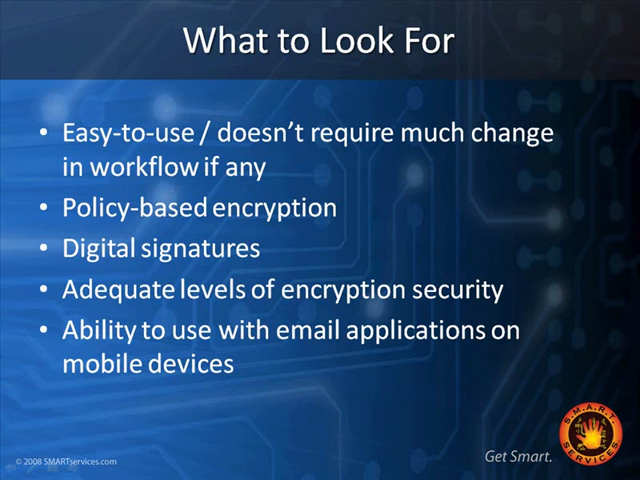 What to Look For
• Easy-to-use / doesn't require much change
in workflow if any
• Policy-based encryption
• Digital signatures
• Adequate levels of encryption security
• Ability to use with email applications on
mobile devices
S.M.A.R.T.
SERVICES
Get Smart.
© 2008 SMARTservices.com